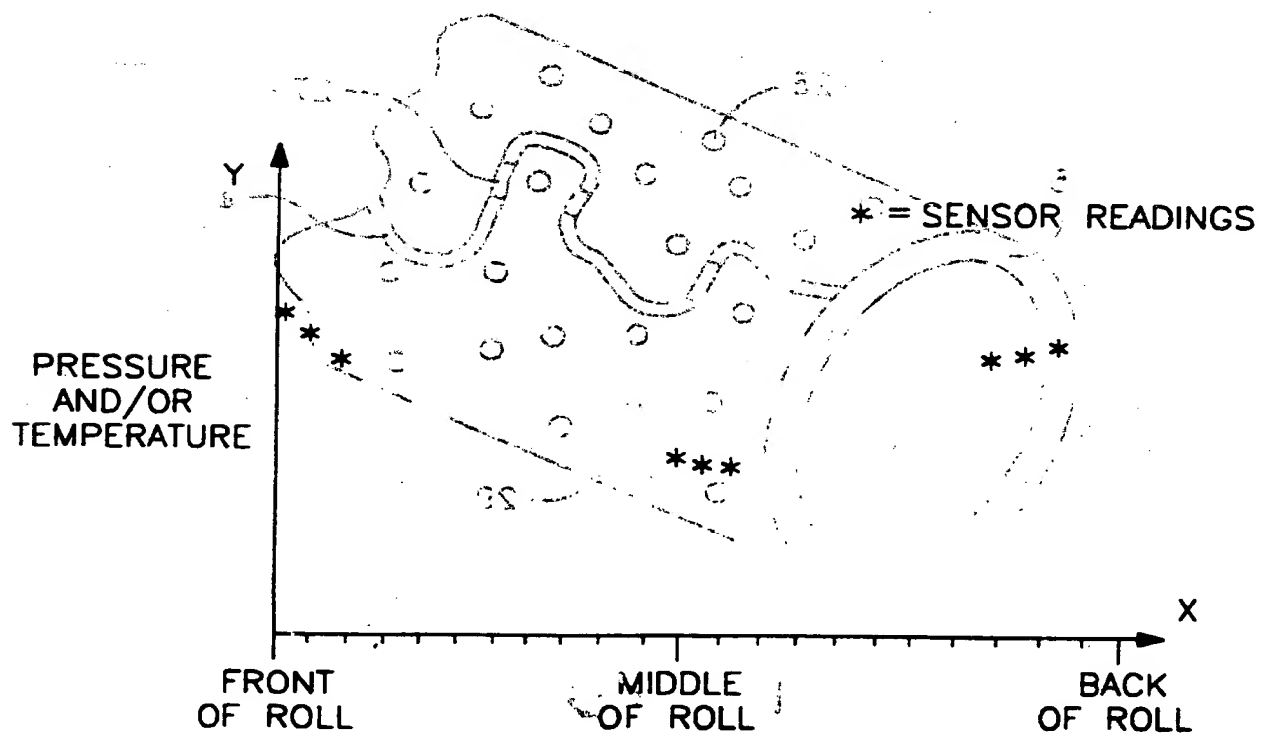 Y
* = SENSOR READINGS
PRESSURE
AND/OR
TEMPERATURE
X
FRONT
OF ROLL
MIDDLE
OF ROLL
BACK
OF ROLL